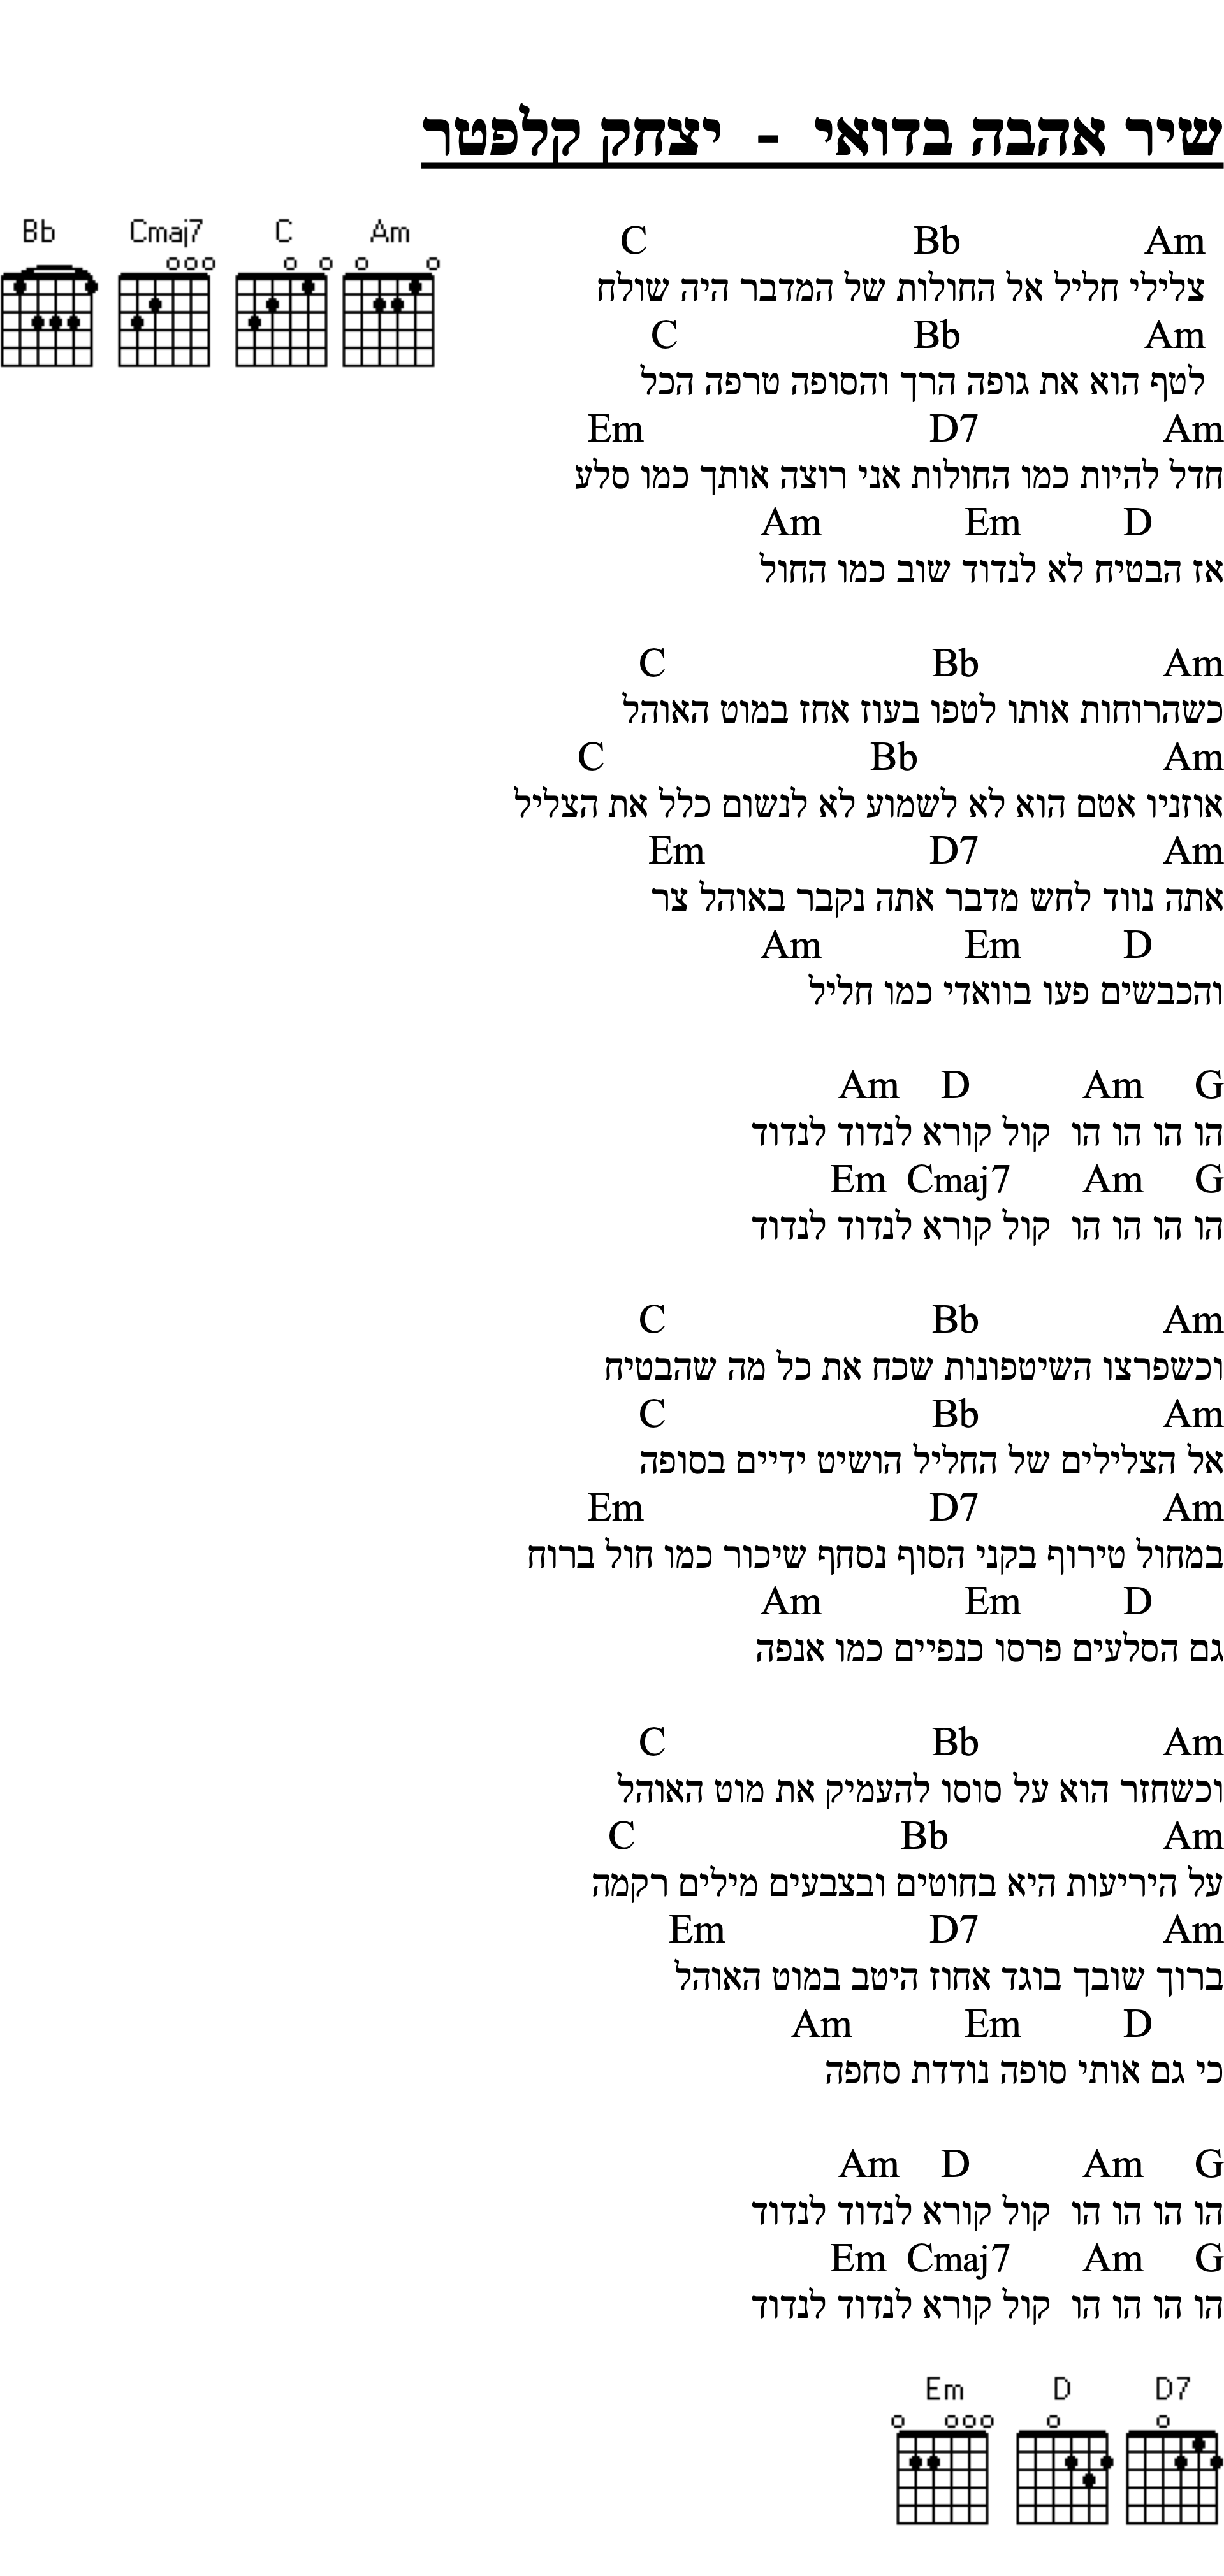 שיר אהבה בדואי  -  יצחק קלפטר
Bb Cmaj7 C Am
C Bb Am
צלילי חליל אל החולות של המדבר היה שולח
C Bb Am
לטף הוא את גופה הרך והסופה טרפה הכל
Em D7 Am
חדל להיות כמו החולות אני רוצה אותך כמו סלע
Am Em D
אז הבטיח לא לנדוד שוב כמו החול
C Bb Am
כשהרוחות אותו לטפו בעוז אחז במוט האוהל
C Bb Am
אוזניו אטם הוא לא לשמוע לא לנשום כלל את הצליל
Em D7 Am
אתה נווד לחש מדבר אתה נקבר באוהל צר
Am Em D
והכבשים פעו בוואדי כמו חליל
Am D Am G
הו הו הו הו  קול קורא לנדוד לנדוד
Em Cmaj7 Am G
הו הו הו הו  קול קורא לנדוד לנדוד
C Bb Am
וכשפרצו השיטפונות שכח את כל מה שהבטיח
C Bb Am
אל הצלילים של החליל הושיט ידיים בסופה
Em D7 Am
במחול טירוף בקני הסוף נסחף שיכור כמו חול ברוח
Am Em D
גם הסלעים פרסו כנפיים כמו אנפה
C Bb Am
וכשחזר הוא על סוסו להעמיק את מוט האוהל
C Bb Am
על היריעות היא בחוטים ובצבעים מילים רקמה
Em D7 Am
ברוך שובך בוגד אחוז היטב במוט האוהל
Am Em D
כי גם אותי סופה נודדת סחפה
Am D Am G
הו הו הו הו  קול קורא לנדוד לנדוד
Em Cmaj7 Am G
הו הו הו הו  קול קורא לנדוד לנדוד
Em D D7